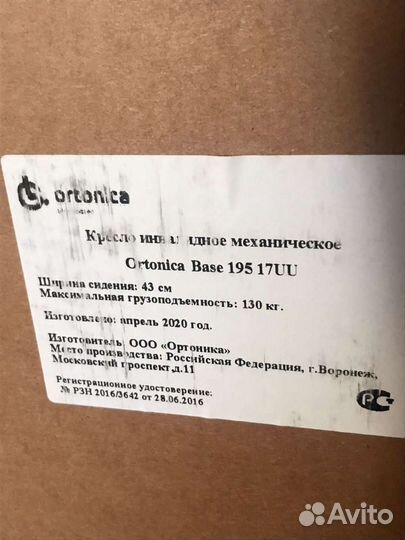 ortonica
Кресло инвалидное механическое
Ortonica Base 195 17UU
Ширина сидения: 43 см
Максимальная грузоподъемность: 130 кг.
Изготовлено: апрель 2020 год.
Изготовитель: ООО «Ортоника»
Место производства: Российская Федерация, г.Воронеж,
Московский проспект,д.11
Регистрационное удостоверение:
№ РЗН 2016/3642 от 28.06.2016
Avito